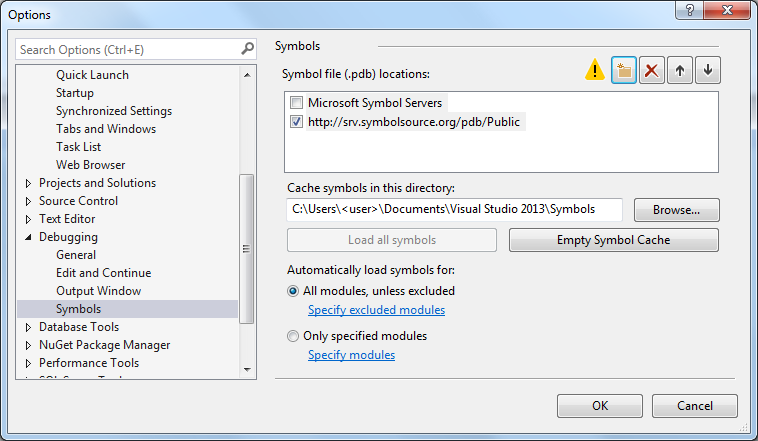 Options
Search Options (Ctrl+E)
Quick Launch
Startup
Synchronized Settings
Tabs and Windows
Task List
Web Browser
Projects and Solutions
Source Control
Text Editor
Debugging
General
Edit and Continue
Output Window
Symbols
Database Tools
NuGet Package Manager
Performance Tools
Symbols
Symbol file (.pdb) locations:
Microsoft Symbol Servers
http://srv.symbolsource.org/pdb/Public
Cache symbols in this directory:
C:\Users\<user>\Documents\Visual Studio 2013\Symbols
Browse...
Load all symbols
Empty Symbol Cache
Automatically load symbols for:
All modules, unless excluded
Specify excluded modules
Only specified modules
Specify modules
OK
Cancel